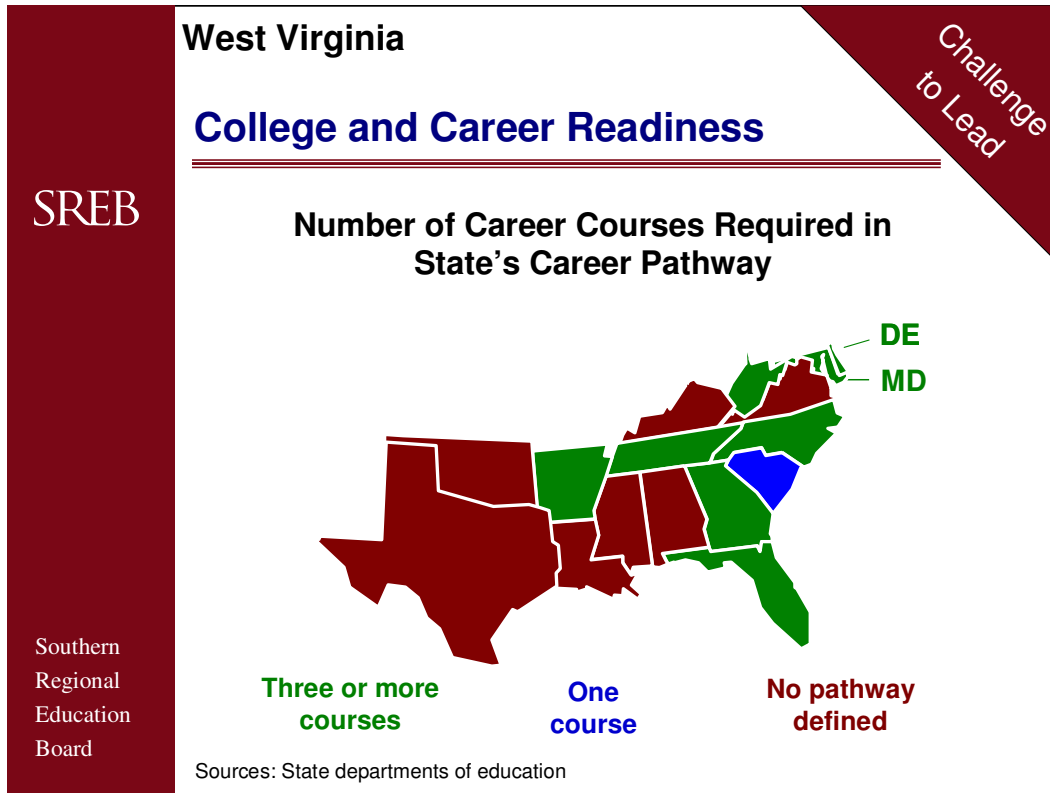 West Virginia
Challenge
to Lead
College and Career Readiness
SREB
Number of Career Courses Required in
State's Career Pathway
DE
MD
Three or more
courses
One
course
No pathway
defined
Southern
Regional
Education
Board
Sources: State departments of education